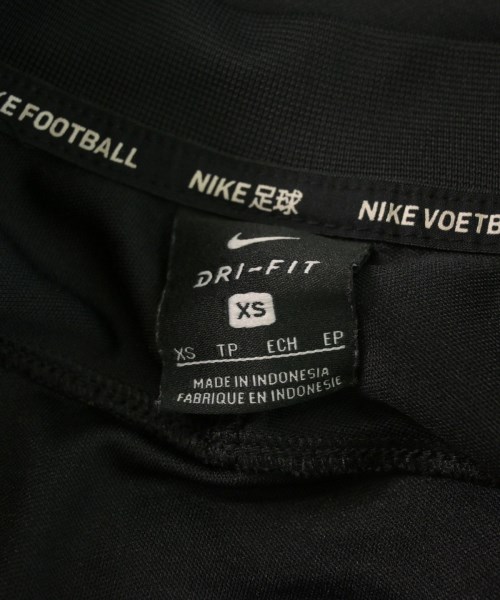 KE FOOTBALL NIKE 足球 NIKE VOETB
DRI-FIT
XS
XS TP ECH EP
MADE IN INDONESIA
FABRIQUE EN INDONESIE